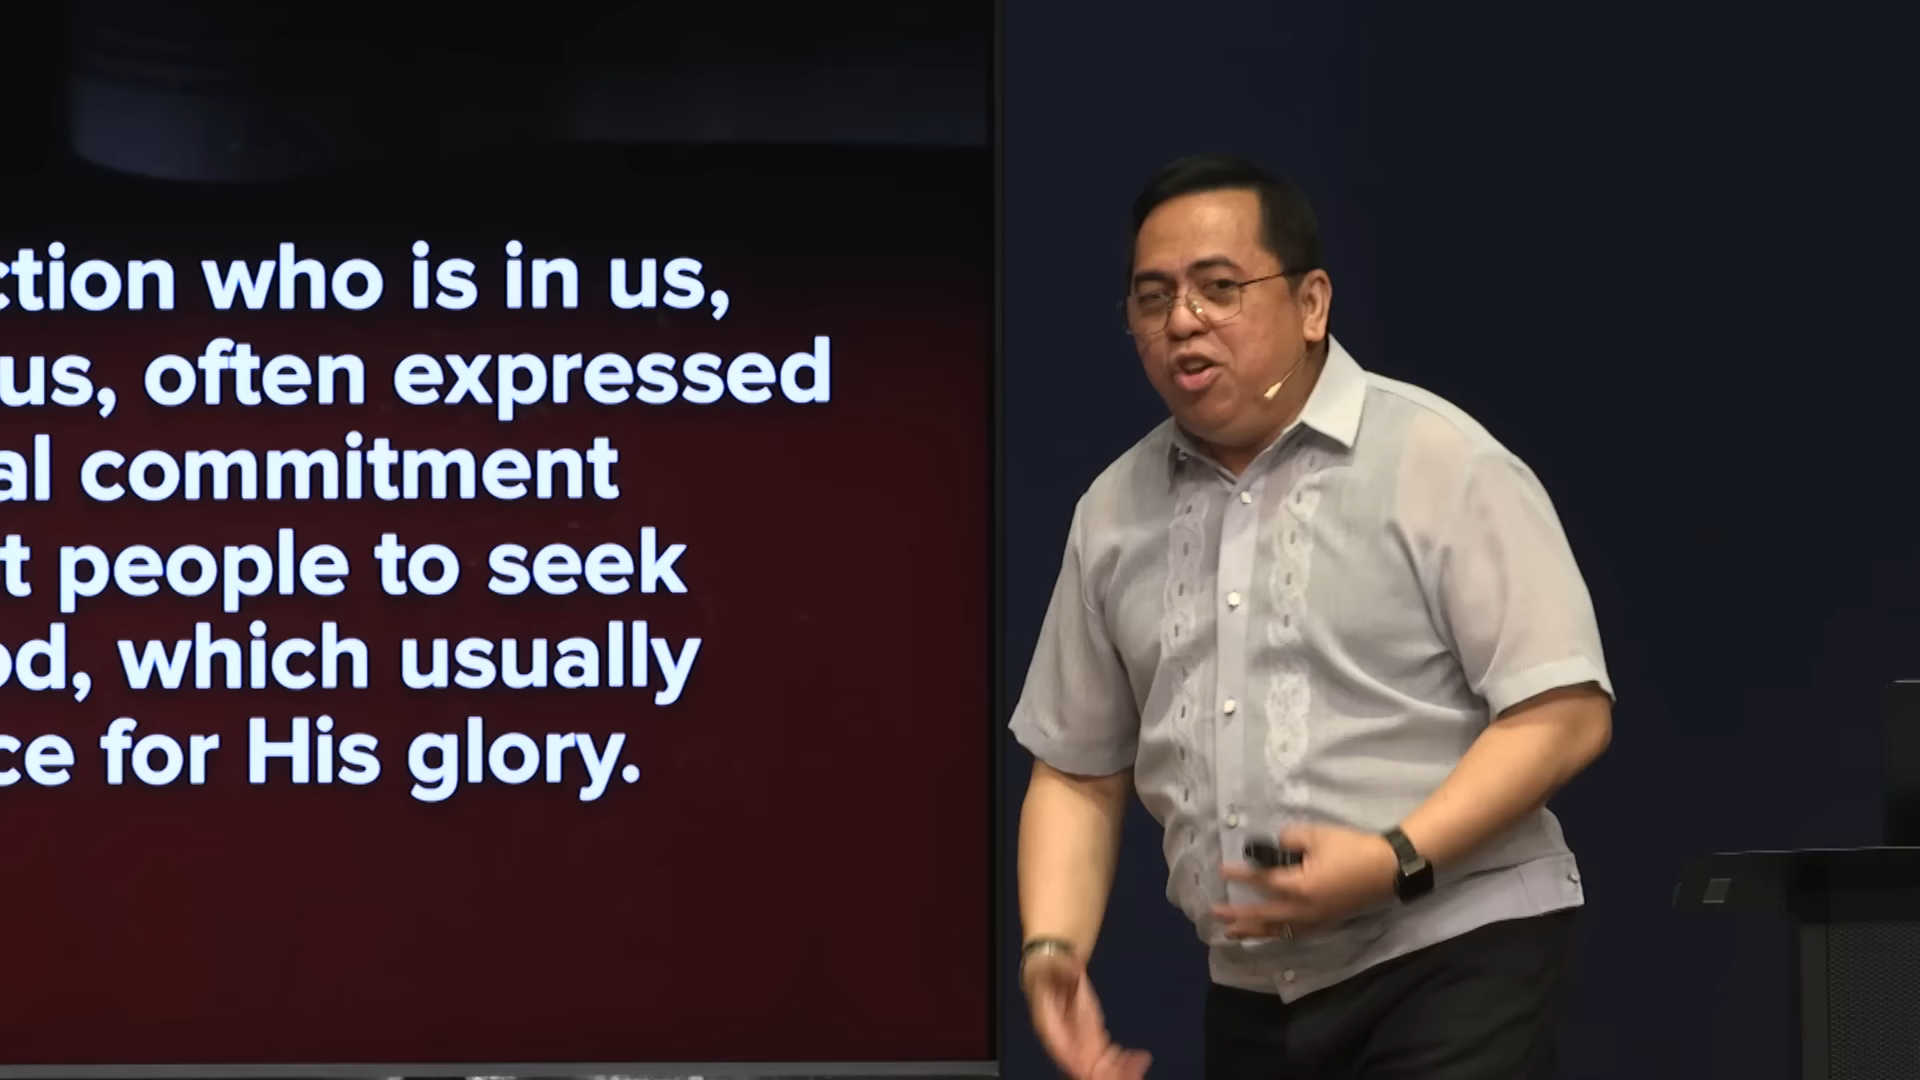 ction who is in us,
us, often expressed
al commitment
t people to seek
od, which usually
ce for His glory.